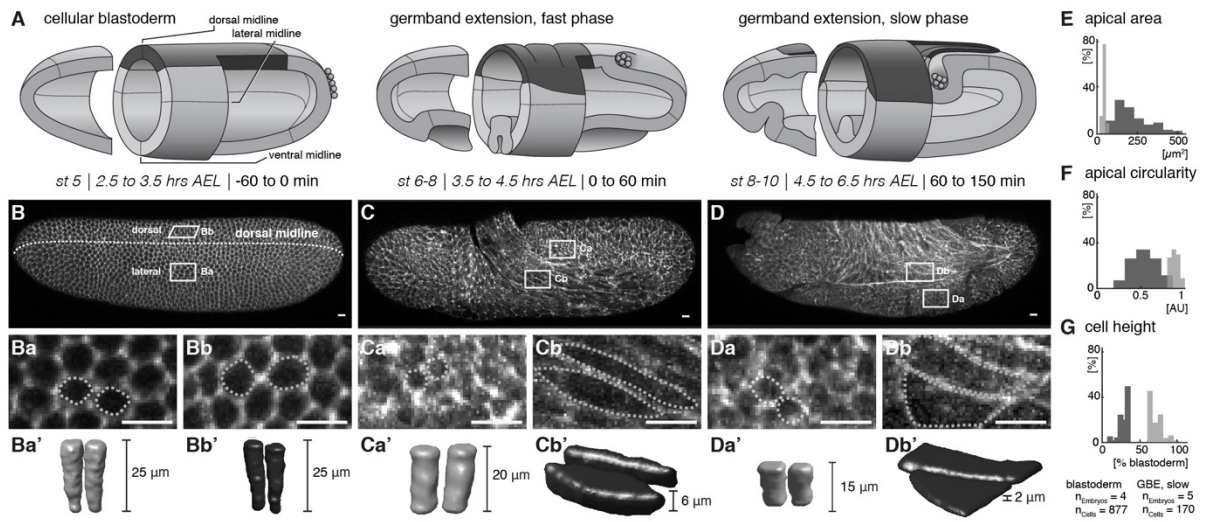 A
cellular blastoderm
dorsal midline
lateral midline
ventral midline
st 5 | 2.5 to 3.5 hrs AEL | -60 to 0 min
germband extension, fast phase
st 6-8 | 3.5 to 4.5 hrs AEL | 0 to 60 min
germband extension, slow phase
st 8-10 | 4.5 to 6.5 hrs AEL | 60 to 150 min
B
dorsal
Bb
dorsal midline
lateral
Ba
C
Ca
Cb
D
Db
Da
Ba
Bb
Ca
Cb
Da
Db
Ba'
25 µm
Bb'
25 µm
Ca'
20 µm
Cb'
6 µm
Da'
15 µm
Db'
2 µm
E
apical area
80
[%]
40
0
0
250
500
[µm²]
F
apical circularity
80
[%]
40
0
0
0.5
1
[AU]
G
cell height
80
[%]
40
0
0
50
100
[% blastoderm]
blastoderm
GBE, slow
nEmbryos = 4
nEmbryos = 5
nCells = 877
nCells = 170